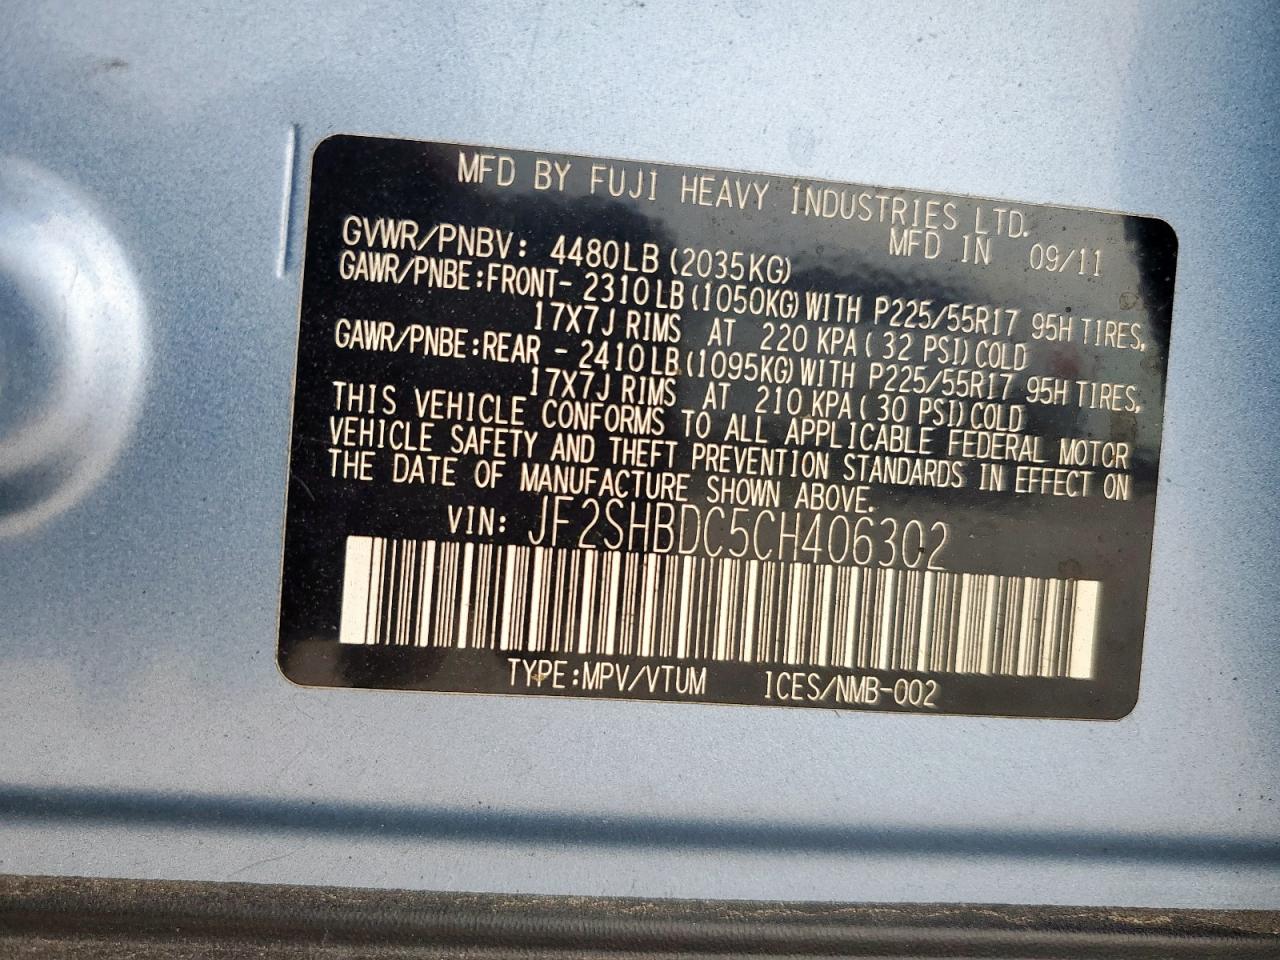 MFD BY FUJI HEAVY INDUSTRIES LTD.
MFD IN 09/11
GVWR/PNBV: 4480LB(2035KG)
GAWR/PNBE:FRONT- 2310LB(1050KG)WITH P225/55R17 95H TIRES,
17X7J RIMS AT 220 KPA(32 PSI)COLD
GAWR/PNBE:REAR - 2410LB(1095KG)WITH P225/55R17 95H TIRES,
17X7J RIMS AT 210 KPA(30 PSI)COLD
THIS VEHICLE CONFORMS TO ALL APPLICABLE FEDERAL MOTOR
VEHICLE SAFETY AND THEFT PREVENTION STANDARDS IN EFFECT ON
THE DATE OF MANUFACTURE SHOWN ABOVE.
VIN: JF2SHBDC5CH406302
TYPE:MPV/VTUM ICES/NMB-002